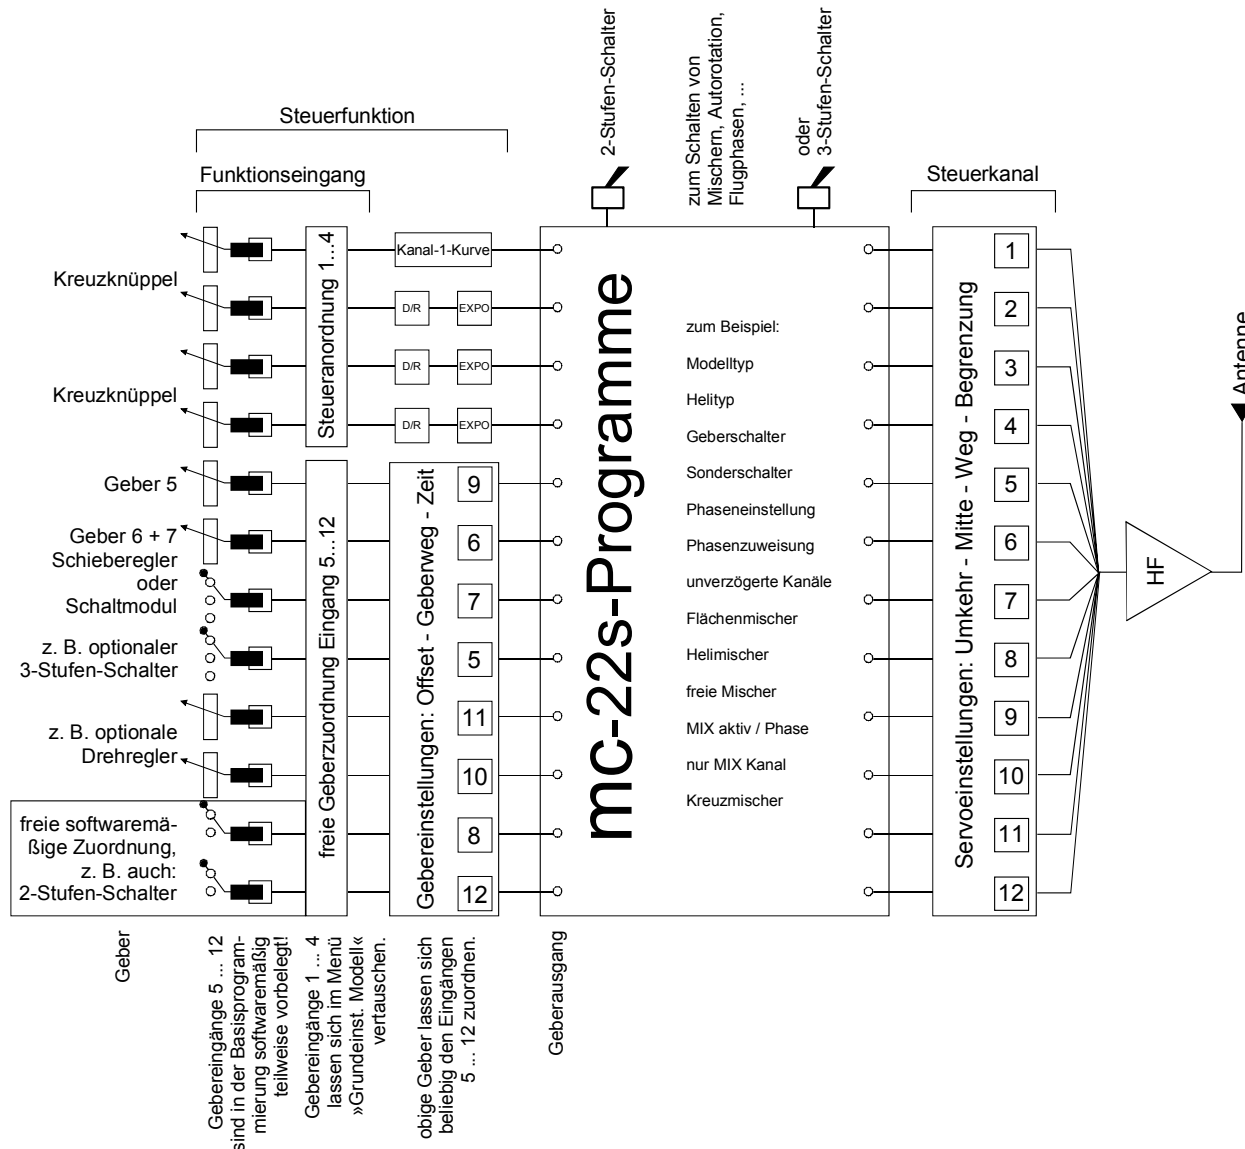 2-Stufen-Schalter
zum Schalten von
Mischern, Autorotation,
Flugphasen, ...
oder
3-Stufen-Schalter
Steuerfunktion
Funktionseingang
Steuerkanal
Kreuzknüppel
Kreuzknüppel
Geber 5
Geber 6 + 7
Schieberegler
oder
Schaltmodul
z. B. optionaler
3-Stufen-Schalter
z. B. optionale
Drehregler
freie softwaremä-
ßige Zuordnung,
z. B. auch:
2-Stufen-Schalter
Steueranordnung 1...4
freie Geberzuordnung Eingang 5...12
Kanal-1-Kurve
D/R EXPO
D/R EXPO
D/R EXPO
Gebereinstellungen: Offset - Geberweg - Zeit
9
6
7
5
11
10
8
12
mc-22s-Programme
zum Beispiel:
Modelltyp
Helityp
Geberschalter
Sonderschalter
Phaseneinstellung
Phasenzuweisung
unverzögerte Kanäle
Flächenmischer
Helimischer
freie Mischer
MIX aktiv / Phase
nur MIX Kanal
Kreuzmischer
Servoeinstellungen: Umkehr - Mitte - Weg - Begrenzung
1
2
3
4
5
6
7
8
9
10
11
12
HF
Antenne
Geber
Gebereingänge 5 ... 12
sind in der Basisprogram-
mierung softwaremäßig
teilweise vorbelegt!
Gebereingänge 1 ... 4
lassen sich im Menü
»Grundeinst. Modell«
vertauschen.
obige Geber lassen sich
beliebig den Eingängen
5 ... 12 zuordnen.
Geberausgang